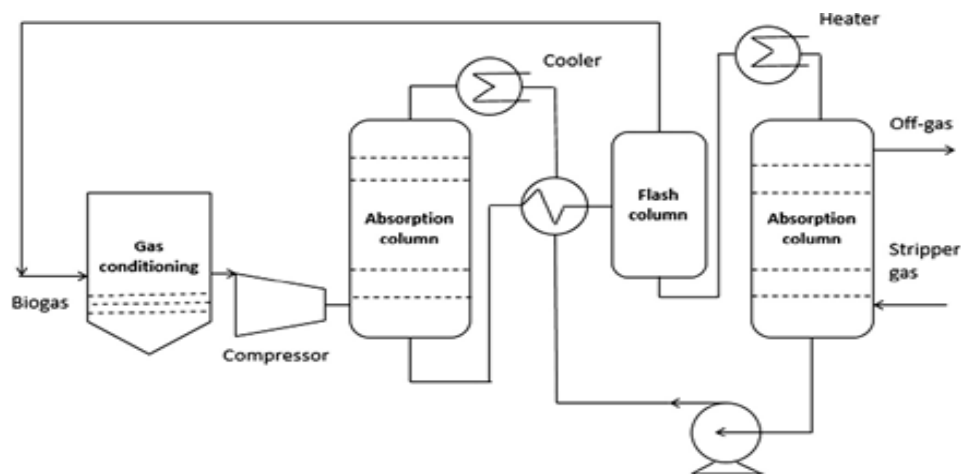 Heater
Cooler
Off-gas
Flash
column
Absorption
column
Absorption
column
Gas
conditioning
Stripper
gas
Biogas
Compressor